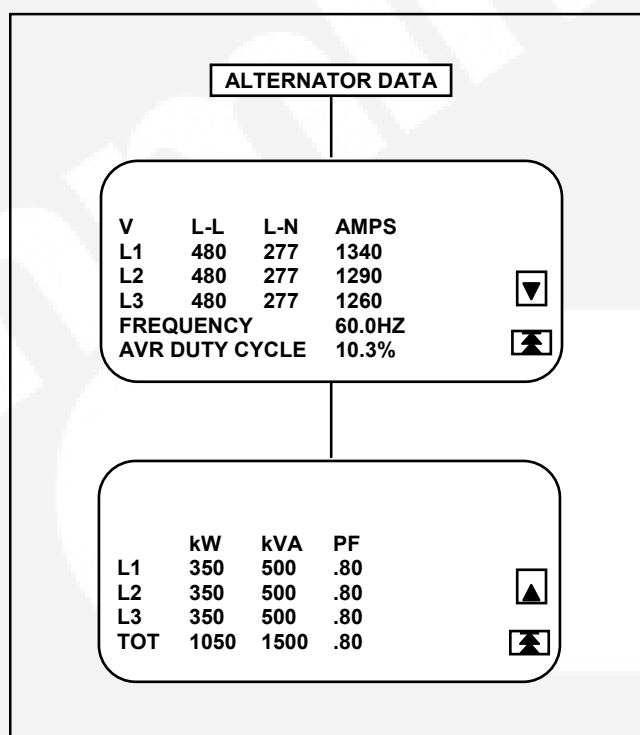 ALTERNATOR DATA
V L-L L-N AMPS
L1 480 277 1340
L2 480 277 1290
L3 480 277 1260
FREQUENCY 60.0HZ
AVR DUTY CYCLE 10.3%
kW kVA PF
L1 350 500 .80
L2 350 500 .80
L3 350 500 .80
TOT 1050 1500 .80